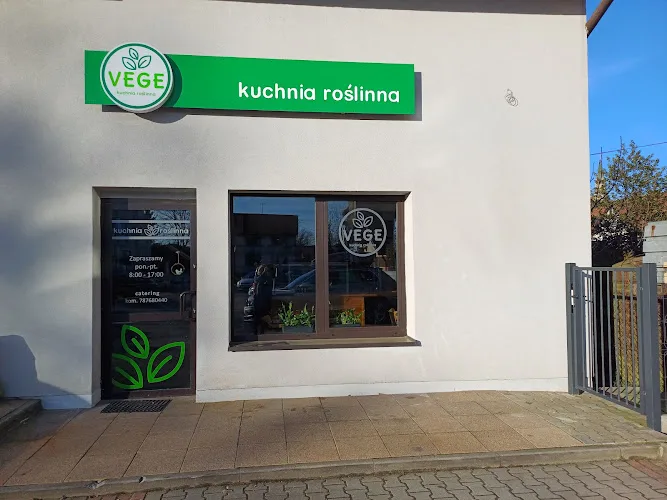 VEGE
kuchnia roślinna
kuchnia roślinna
kuchnia roślinna
Zapraszamy
pon.-pt.
8:00 - 17:00
catering
kom. 787680440
VEGE